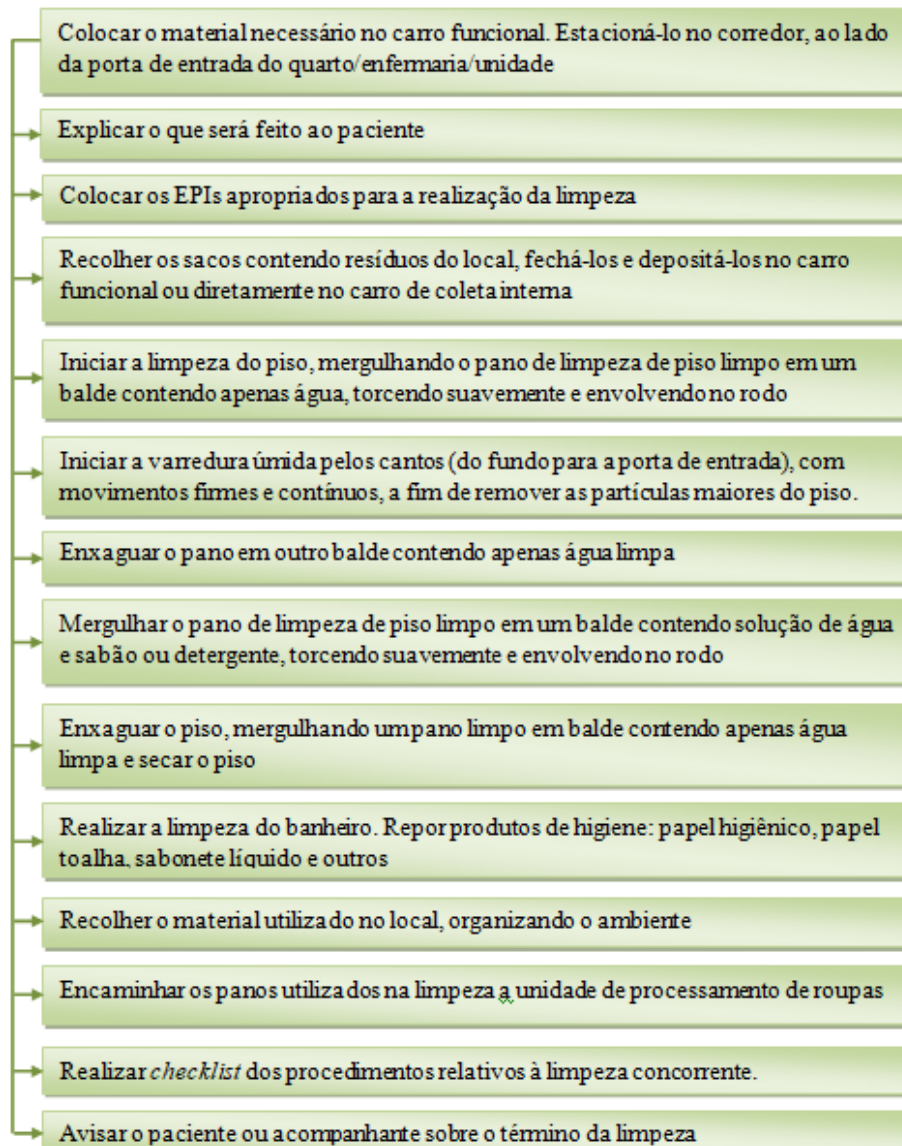 Colocar o material necessário no carro funcional. Estacioná-lo no corredor, ao lado
da porta de entrada do quarto/enfermaria/unidade
Explicar o que será feito ao paciente
Colocar os EPIs apropriados para a realização da limpeza
Recolher os sacos contendo resíduos do local, fechá-los e depositá-los no carro
funcional ou diretamente no carro de coleta interna
Iniciar a limpeza do piso, mergulhando o pano de limpeza de piso limpo em um
balde contendo apenas água, torcendo suavemente e envolvendo no rodo
Iniciar a varredura úmida pelos cantos (do fundo para a porta de entrada), com
movimentos firmes e contínuos, a fim de remover as partículas maiores do piso.
Enxaguar o pano em outro balde contendo apenas água limpa
Mergulhar o pano de limpeza de piso limpo em um balde contendo solução de água
e sabão ou detergente, torcendo suavemente e envolvendo no rodo
Enxaguar o piso, mergulhando um pano limpo em balde contendo apenas água
limpa e secar o piso
Realizar a limpeza do banheiro. Repor produtos de higiene: papel higiênico, papel
toalha, sabonete líquido e outros
Recolher o material utilizado no local, organizando o ambiente
Encaminhar os panos utilizados na limpeza a unidade de processamento de roupas
Realizar checklist dos procedimentos relativos à limpeza concorrente.
Avisar o paciente ou acompanhante sobre o término da limpeza